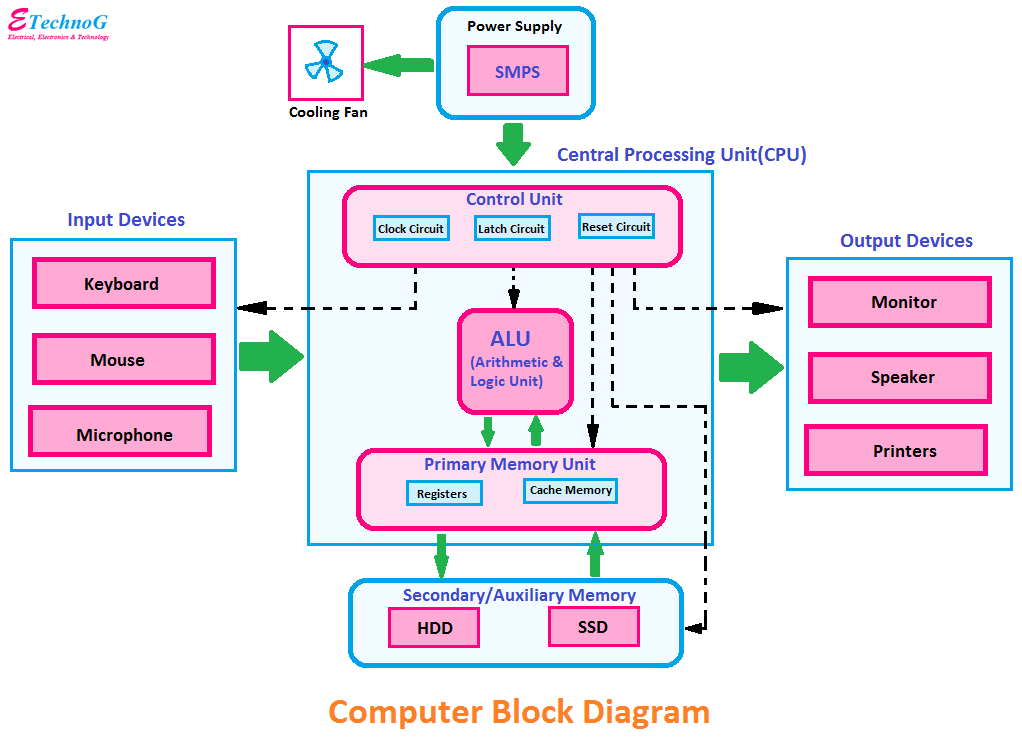 ETechnoG
Electrical, Electronics & Technology
Power Supply
SMPS
Cooling Fan
Central Processing Unit(CPU)
Control Unit
Clock Circuit
Latch Circuit
Reset Circuit
Input Devices
Keyboard
Mouse
Microphone
Output Devices
Monitor
Speaker
Printers
ALU
(Arithmetic &
Logic Unit)
Primary Memory Unit
Registers
Cache Memory
Secondary/Auxiliary Memory
HDD
SSD
Computer Block Diagram